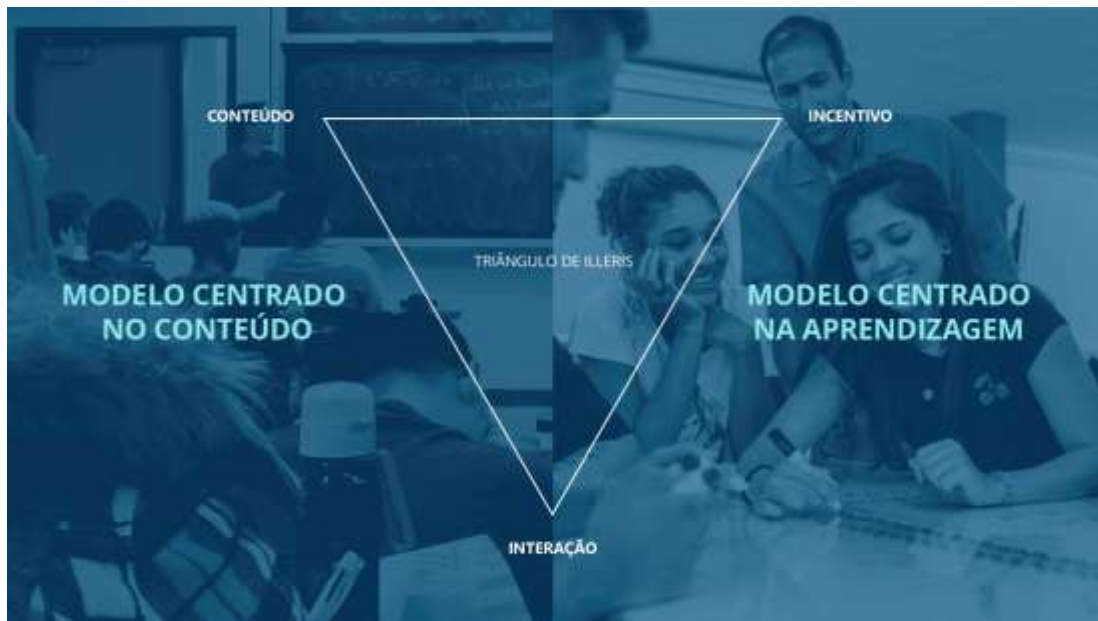 CONTEÚDO
INCENTIVO
TRIÂNGULO DE ILLERIS
MODELO CENTRADO
NO CONTEÚDO
MODELO CENTRADO
NA APRENDIZAGEM
INTERAÇÃO